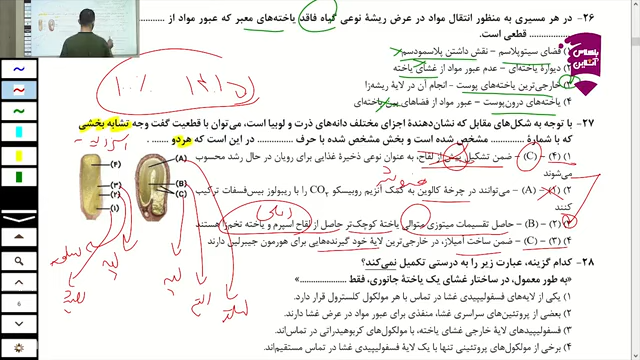 ۲۶- در هر مسیری به منظور انتقال مواد در عرض ریشهٔ نوعی گیاه فاقد یاخته‌های معبر که عبور مواد از ............
................ قطعی است.
۱) فضای سیتوپلاسم - نقش داشتن پلاسمودسم
۲) دیوارهٔ یاخته‌ای - عدم عبور مواد از غشای یاخته
۳) خارجی‌ترین یاخته‌های پوست - انجام آن در لایهٔ ریشه‌زا
۴) یاخته‌های درون‌پوست - عبور مواد از فضاهای بین یاخته‌ای
۲۷- با توجه به شکل‌های مقابل که نشان‌دهندهٔ اجزای مختلف دانه‌های ذرت و لوبیا است، می‌توان با قطعیت گفت وجه تشابه بخشی
که با شمارهٔ ............ مشخص شده است و بخش مشخص شده با حرف ............ در این است که هردو ............ .
۱) (۴) - (C) - ضمن تشکیل پیش از لقاح، به عنوان نوعی ذخیرهٔ غذایی برای رویان در حال رشد محسوب
می‌شوند
۲) (۱) - (A) - می‌توانند در چرخهٔ کالوین به کمک آنزیم روبیسکو CO₂ را با ریبولوز بیس‌فسفات ترکیب
کنند
(۲) - (B) - حاصل تقسیمات میتوزی متوالی یاختهٔ کوچک‌تر حاصل از لقاح اسپرم و یاخته تخم‌زا هستند
۴) (۳) - (C) - ضمن ساخت آمیلاز، در خارجی‌ترین لایهٔ خود گیرنده‌هایی برای هورمون جیبرلین دارند
(۴)
(۳)
(۲)
(۱)
(A)
(B)
(C)
۲۸- کدام گزینه، عبارت زیر را به درستی تکمیل نمی‌کند؟
«به طور معمول، در ساختار غشای یک یاختهٔ جانوری، فقط ............»
۱) یکی از لایه‌های فسفولیپیدی غشا در تماس با هر مولکول کلسترول قرار دارد.
۲) بعضی از پروتئین‌های سراسری غشا، منفذی برای عبور مواد در عرض غشا دارند.
۳) فسفولیپیدهای لایهٔ خارجی غشای یاخته، با مولکول‌های کربوهیدراتی در تماس‌اند.
۴) برخی از مولکول‌های پروتئینی تنها با یک لایهٔ فسفولیپیدی غشا در تماس مستقیم‌اند.